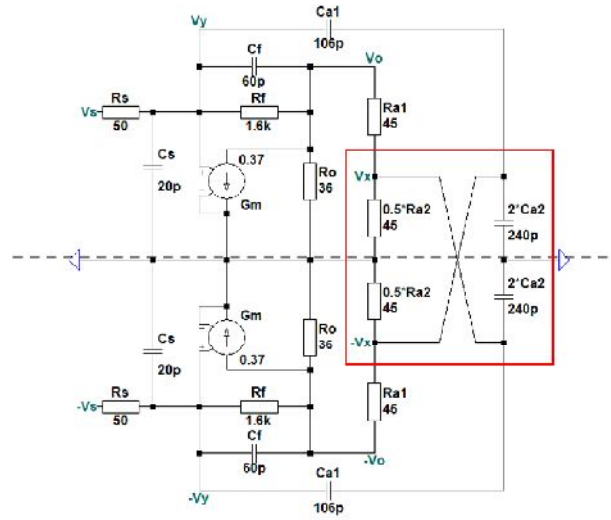 Ca1
Vy
106p
Cf
Vo
60p
Rs
Rf
Ra1
Vs
45
50
1.6k
Cs
0.37
Ro
Vx
20p
36
Gm
0.5*Ra2
2*Ca2
45
240p
0.5*Ra2
2*Ca2
Gm
45
240p
Cs
Ro
0.37
36
-Vx
20p
Rs
Rf
Ra1
-Vs
45
50
1.6k
Cf
60p
-Vo
Ca1
-Vy
106p